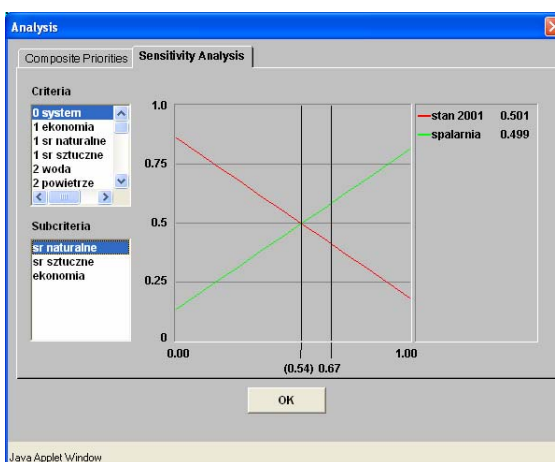 Analysis
Composite Priorities
Sensitivity Analysis
Criteria
0 system
1 ekonomia
1 sr naturalne
1 sr sztuczne
2 woda
2 powietrze
Subcriteria
sr naturalne
sr sztuczne
ekonomia
1.0
0.75
0.5
0.25
0
0.00
1.00
(0.54) 0.67
stan 2001 0.501
spalarnia 0.499
OK
Java Applet Window